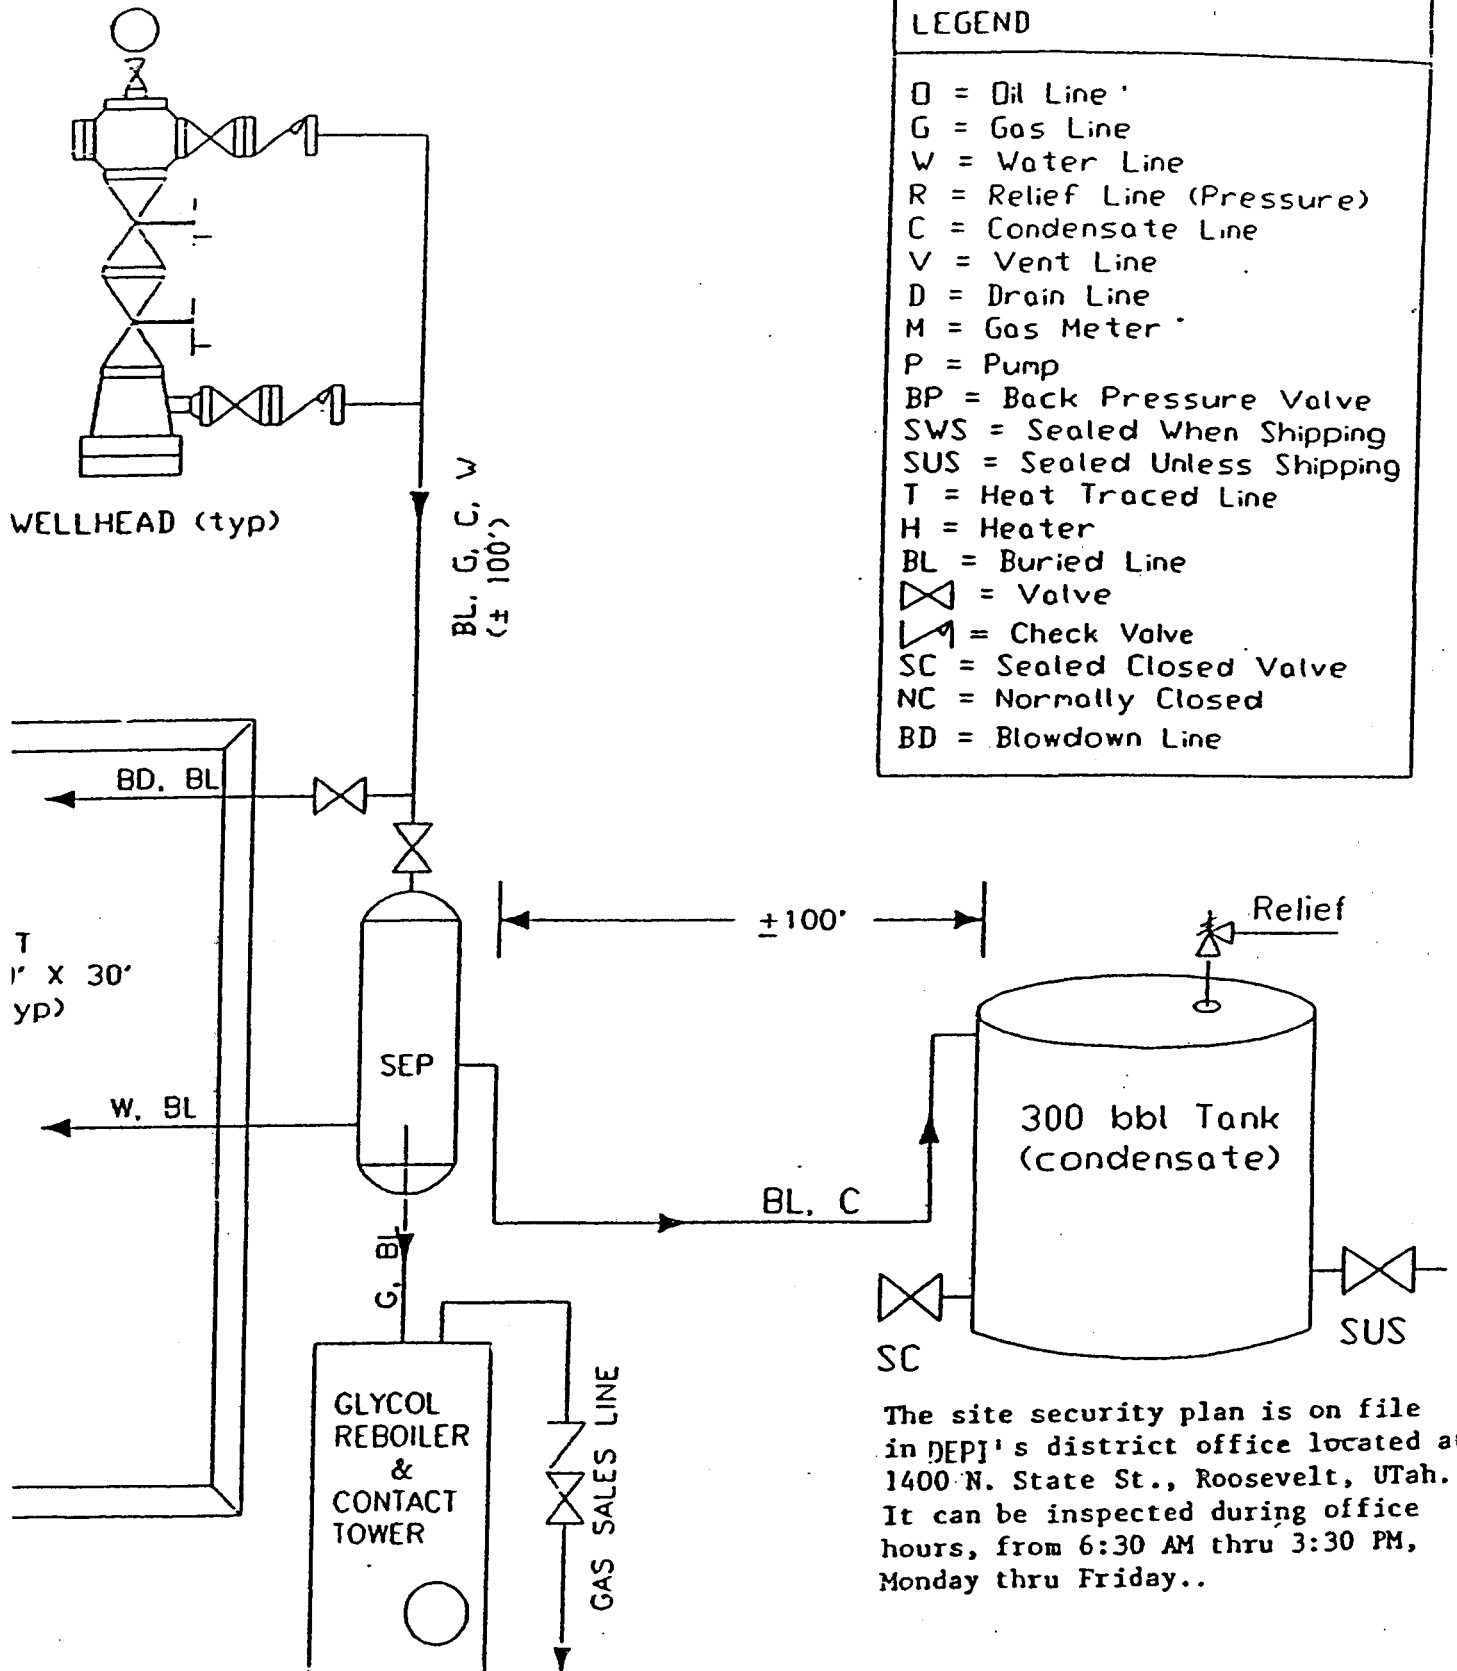 LEGEND
O = Oil Line
G = Gas Line
W = Water Line
R = Relief Line (Pressure)
C = Condensate Line
V = Vent Line
D = Drain Line
M = Gas Meter
P = Pump
BP = Back Pressure Valve
SWS = Sealed When Shipping
SUS = Sealed Unless Shipping
T = Heat Traced Line
H = Heater
BL = Buried Line
= Valve
= Check Valve
SC = Sealed Closed Valve
NC = Normally Closed
BD = Blowdown Line
WELLHEAD (typ)
BL, G, C, W
(± 100')
BD, BL
T
' X 30'
yp)
W, BL
SEP
±100'
Relief
300 bbl Tank
(condensate)
BL, C
G, BL
SC
SUS
GLYCOL
REBOILER
&
CONTACT
TOWER
GAS SALES LINE
The site security plan is on file
in DEPI's district office located at
1400 N. State St., Roosevelt, UTah.
It can be inspected during office
hours, from 6:30 AM thru 3:30 PM,
Monday thru Friday..